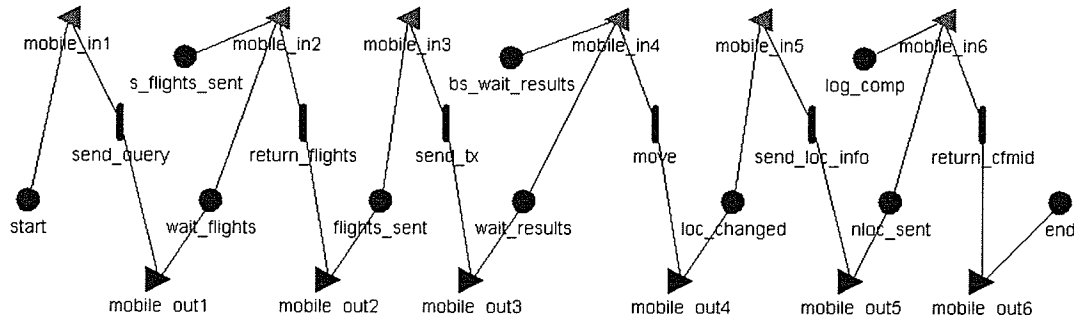 mobile_in1
mobile_in2
mobile_in3
mobile_in4
mobile_in5
mobile_in6
s_flights_sent
bs_wait_results
log_comp
send_query
return_flights
send_tx
move
send_loc_info
return_cfmid
start
wait_flights
flights_sent
wait_results
loc_changed
nloc_sent
end
mobile_out1
mobile_out2
mobile_out3
mobile_out4
mobile_out5
mobile_out6